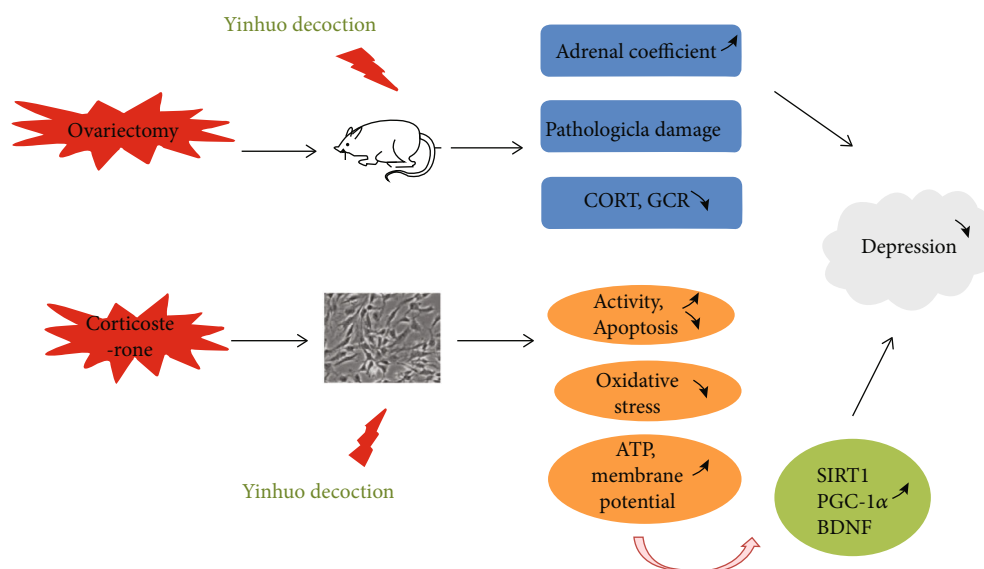 Yinhuo decoction
Adrenal coefficient
Ovariectomy
Pathologicla damage
CORT, GCR
Depression
Corticoste
-rone
Activity,
Apoptosis
Oxidative
stress
ATP,
membrane
potential
Yinhuo decoction
SIRT1
PGC-1α
BDNF